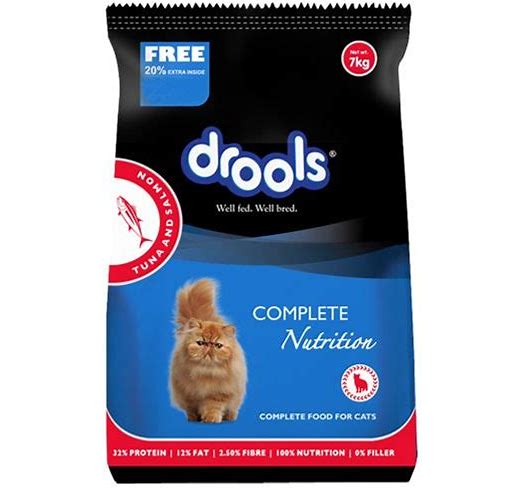 FREE
20% EXTRA INSIDE
Net wt.
7kg
drools®
Well fed. Well bred.
TUNA AND SALMON
COMPLETE
Nutrition
COMPLETE FOOD FOR CATS
32% PROTEIN | 12% FAT | 2.50% FIBRE | 100% NUTRITION | 0% FILLER